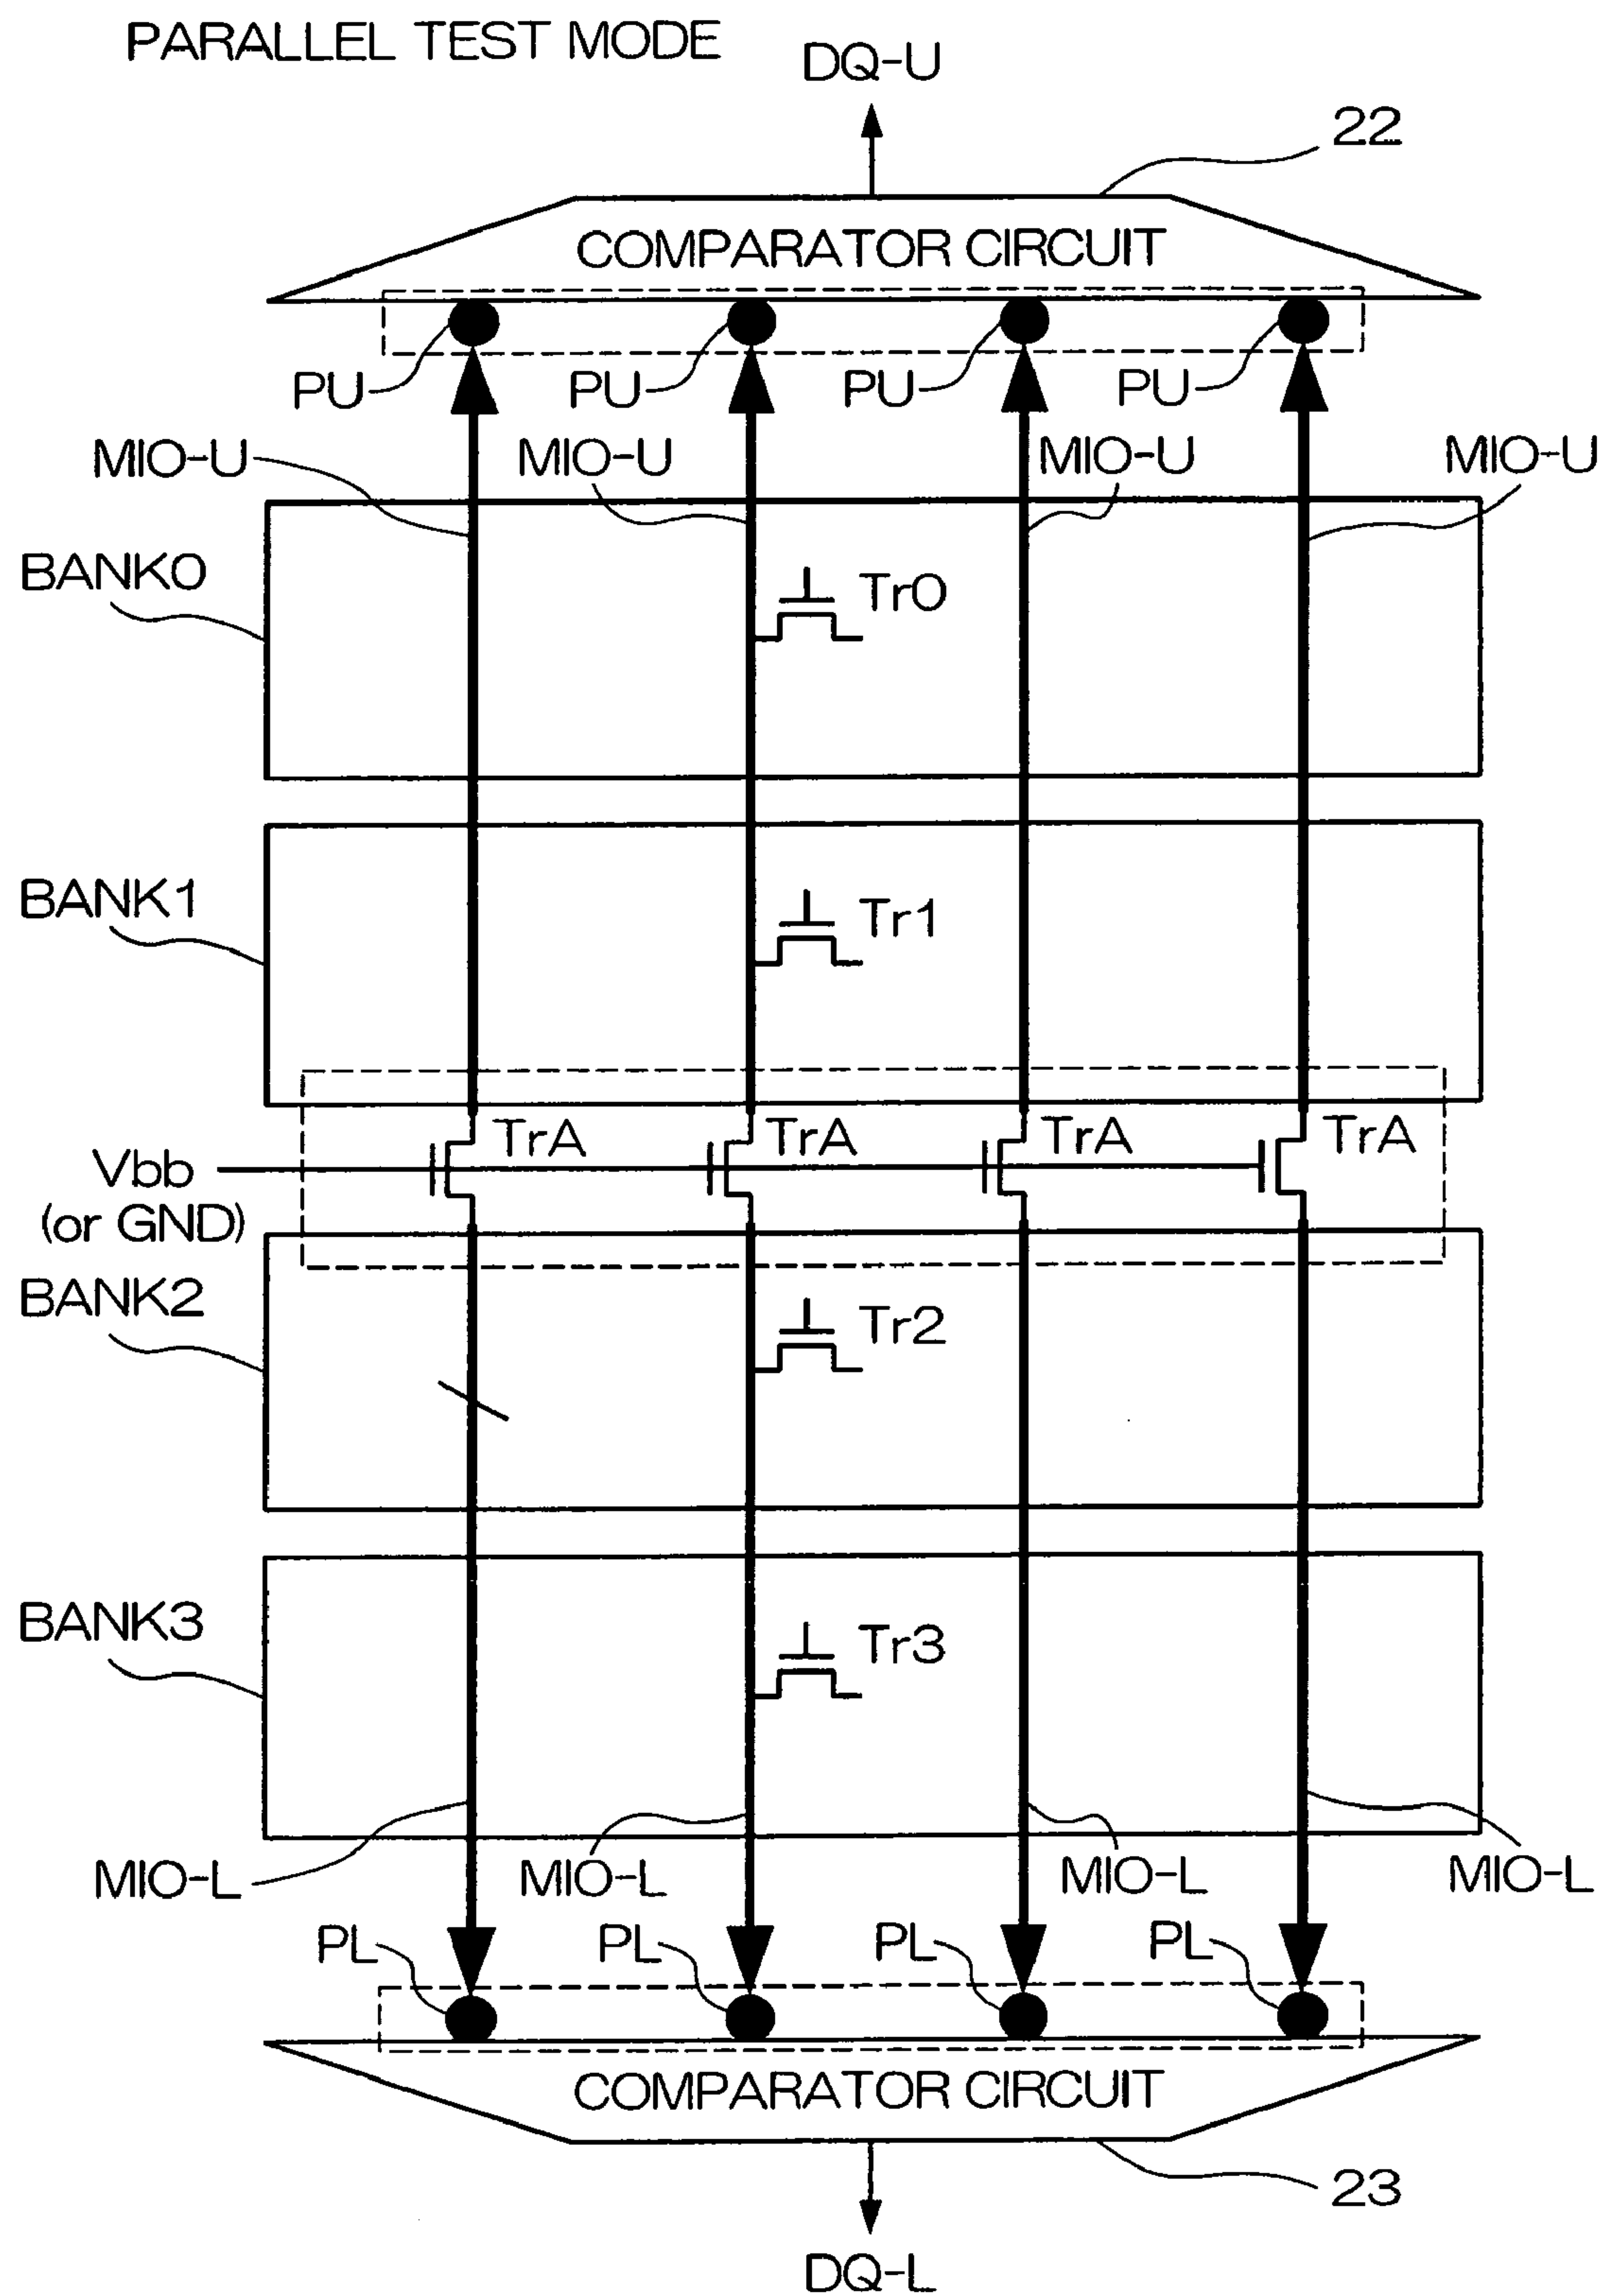 PARALLEL TEST MODE
DQ-U
22
COMPARATOR CIRCUIT
PU PU PU PU
MIO-U MIO-U MIO-U MIO-U
BANK0
Tr0
BANK1
Tr1
TrA TrA TrA TrA
Vbb
(or GND)
BANK2
Tr2
BANK3
Tr3
MIO-L MIO-L MIO-L MIO-L
PL PL PL PL
COMPARATOR CIRCUIT
23
DQ-L